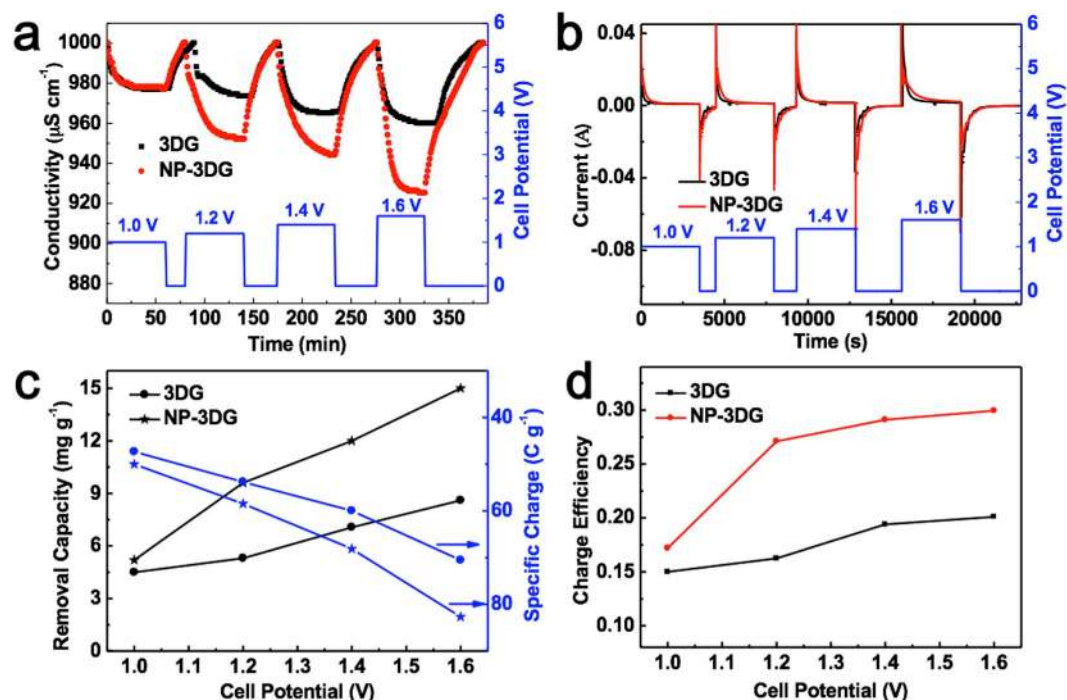 a
Conductivity (µS cm⁻¹)
1000
980
960
940
920
900
880
3DG
NP-3DG
1.0 V
1.2 V
1.4 V
1.6 V
6
5
4
3
2
1
0
Cell Potential (V)
0 50 100 150 200 250 300 350
Time (min)
b
Current (A)
0.04
0.00
-0.04
-0.08
3DG
NP-3DG
1.0 V
1.2 V
1.4 V
1.6 V
6
5
4
3
2
1
0
Cell Potential (V)
0 5000 10000 15000 20000
Time (s)
c
Removal Capacity (mg g⁻¹)
15
12
9
6
3
0
3DG
NP-3DG
40
60
80
Specific Charge (C g⁻¹)
1.0 1.1 1.2 1.3 1.4 1.5 1.6
Cell Potential (V)
d
Charge Efficiency
0.30
0.25
0.20
0.15
0.10
3DG
NP-3DG
1.0 1.1 1.2 1.3 1.4 1.5 1.6
Cell Potential (V)